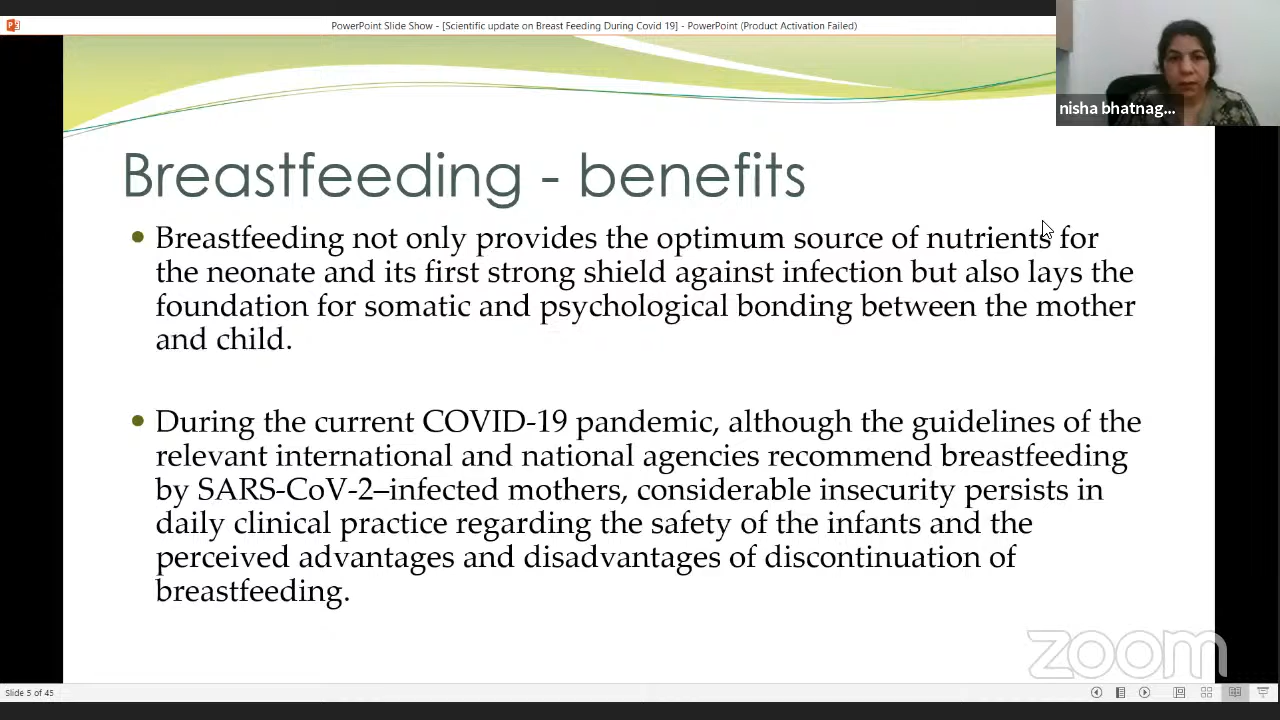 PowerPoint Slide Show - [Scientific update on Breast Feeding During Covid 19] - PowerPoint (Product Activation Failed)
nisha bhatnag...
Breastfeeding - benefits
• Breastfeeding not only provides the optimum source of nutrients for
the neonate and its first strong shield against infection but also lays the
foundation for somatic and psychological bonding between the mother
and child.
• During the current COVID-19 pandemic, although the guidelines of the
relevant international and national agencies recommend breastfeeding
by SARS-CoV-2–infected mothers, considerable insecurity persists in
daily clinical practice regarding the safety of the infants and the
perceived advantages and disadvantages of discontinuation of
breastfeeding.
zoom
Slide 5 of 45